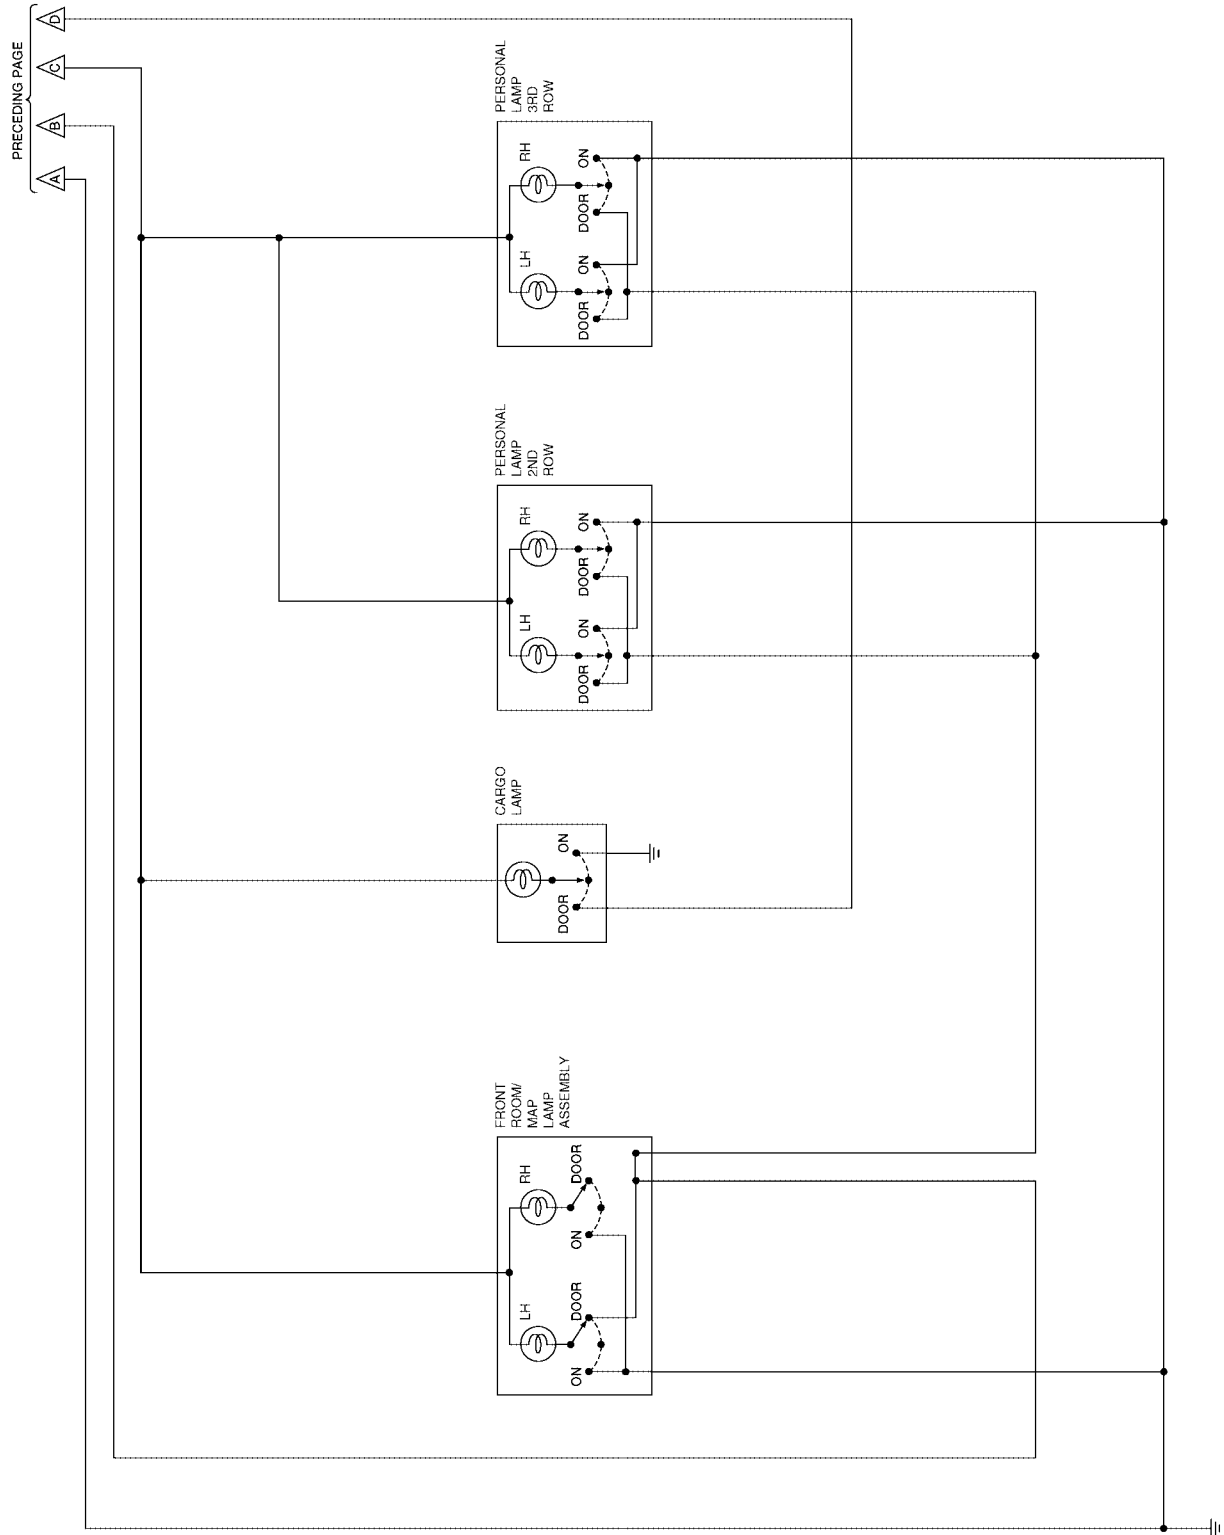 PRECEDING PAGE
A
B
C
D
FRONT
ROOM/
MAP
LAMP
ASSEMBLY
LH
RH
ON
DOOR
ON
DOOR
CARGO
LAMP
DOOR
ON
PERSONAL
LAMP
2ND
ROW
LH
RH
DOOR
ON
DOOR
ON
PERSONAL
LAMP
3RD
ROW
LH
RH
DOOR
ON
DOOR
ON